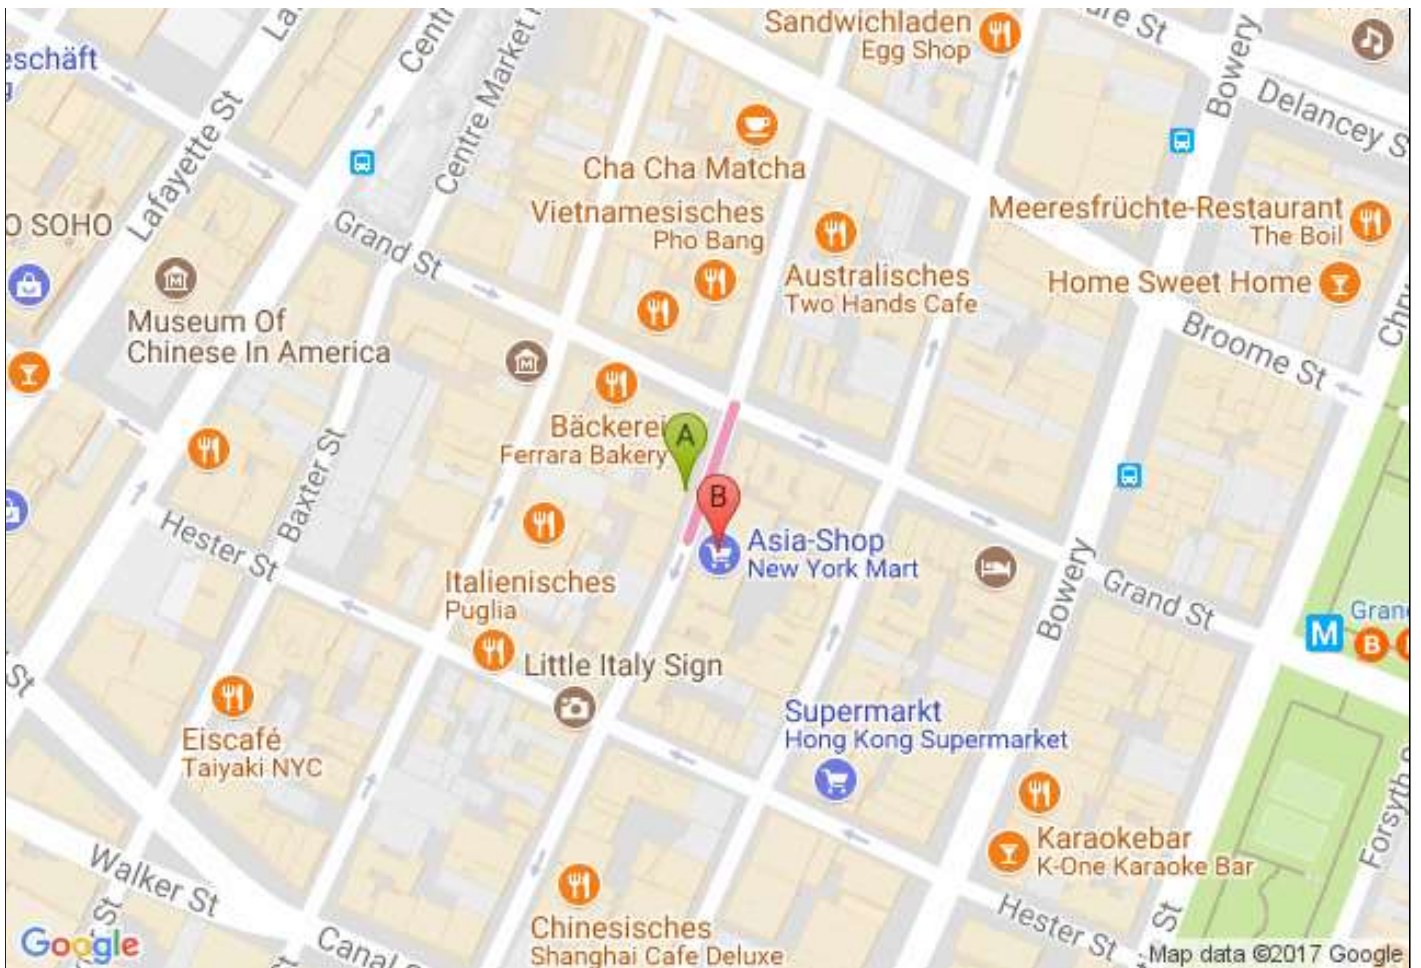 Sandwichladen
Egg Shop
Bowery
Delancey S
Lafayette St
Centre Market
Cha Cha Matcha
Vietnamesisches
Pho Bang
Meeresfrüchte-Restaurant
The Boil
O SOHO
Grand St
Australisches
Two Hands Cafe
Home Sweet Home
Museum Of
Chinese In America
Broome St
M
Bäckerei
Ferrara Bakery
A
B
Baxter St
Hester St
Asia-Shop
New York Mart
Bowery
Grand St
Italienisches
Puglia
M
Gran
B
Little Italy Sign
Supermarkt
Hong Kong Supermarket
Eiscafé
Taiyaki NYC
Karaokebar
K-One Karaoke Bar
Forsyth
Walker St
Chinesisches
Shanghai Cafe Deluxe
Hester St
St
Canal
Google
Map data ©2017 Google